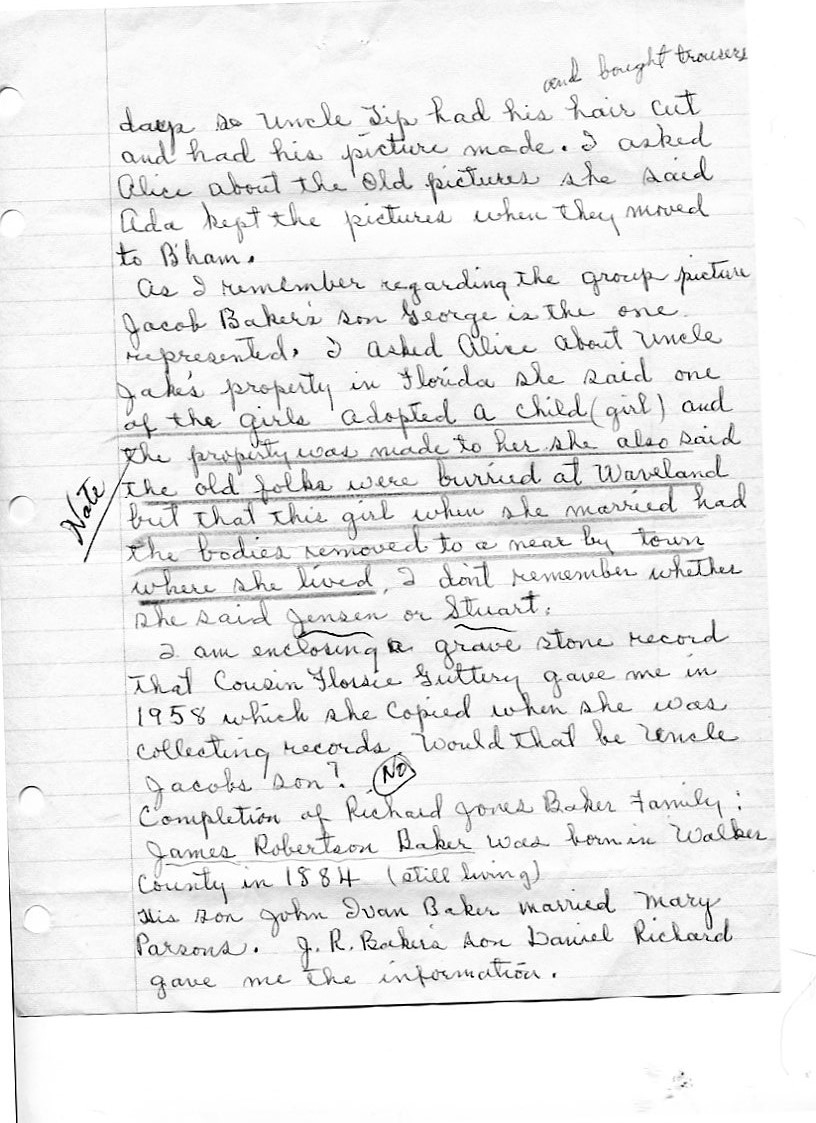 and bought trousers
days so Uncle Tip had his hair cut
and had his picture made. I asked
Alice about the Old pictures she said
Ada kept the pictures when they moved
to B'ham.
As I remember regarding the group picture
Jacob Baker's son George is the one
represented, I asked Alice about Uncle
Jake's property in Florida she said one
of the girls adopted a child (girl) and
the property was made to her she also said
Note
the old folks were burried at Waveland
but that this girl when she married had
the bodies removed to a near by town
where she lived, I don't remember whether
she said Jensen or Stuart.
I am enclosing a grave stone record
that Cousin Flossie Guttery gave me in
1958 which she copied when she was
collecting records. Would that be Uncle
Jacobs son? No
Completion of Richard Jones Baker Family:
James Robertson Baker was born in Walker
County in 1884 (still living)
His son John Ivan Baker married Mary
Parsons. J. R. Baker's son Daniel Richard
gave me the information.